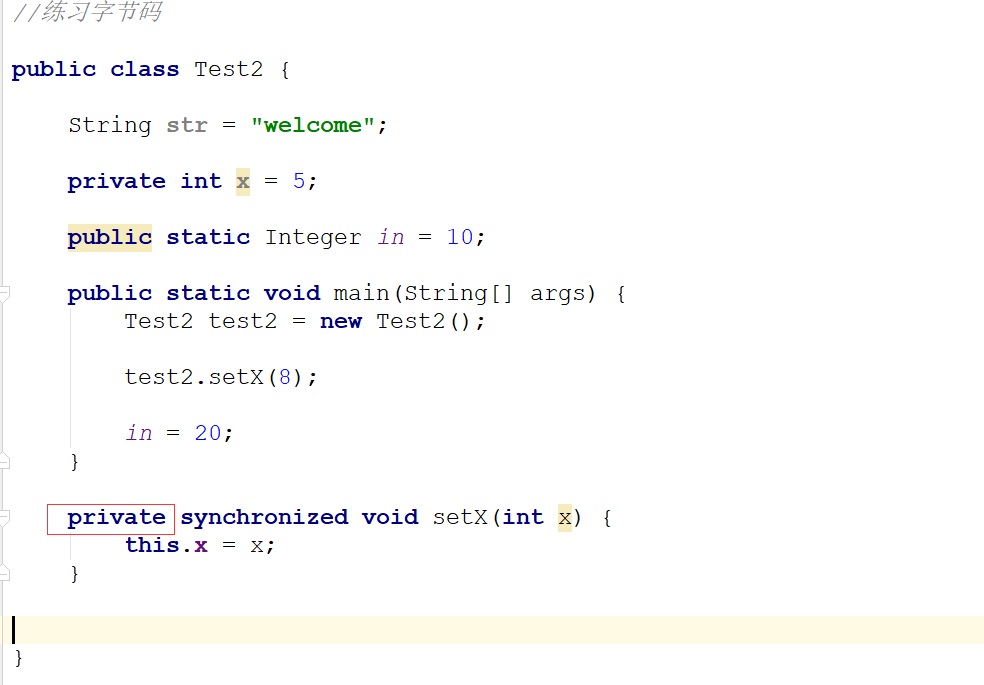 //练习字节码
public class Test2 {
String str = "welcome";
private int x = 5;
public static Integer in = 10;
public static void main(String[] args) {
Test2 test2 = new Test2();
test2.setX(8);
in = 20;
}
private synchronized void setX(int x) {
this.x = x;
}
}